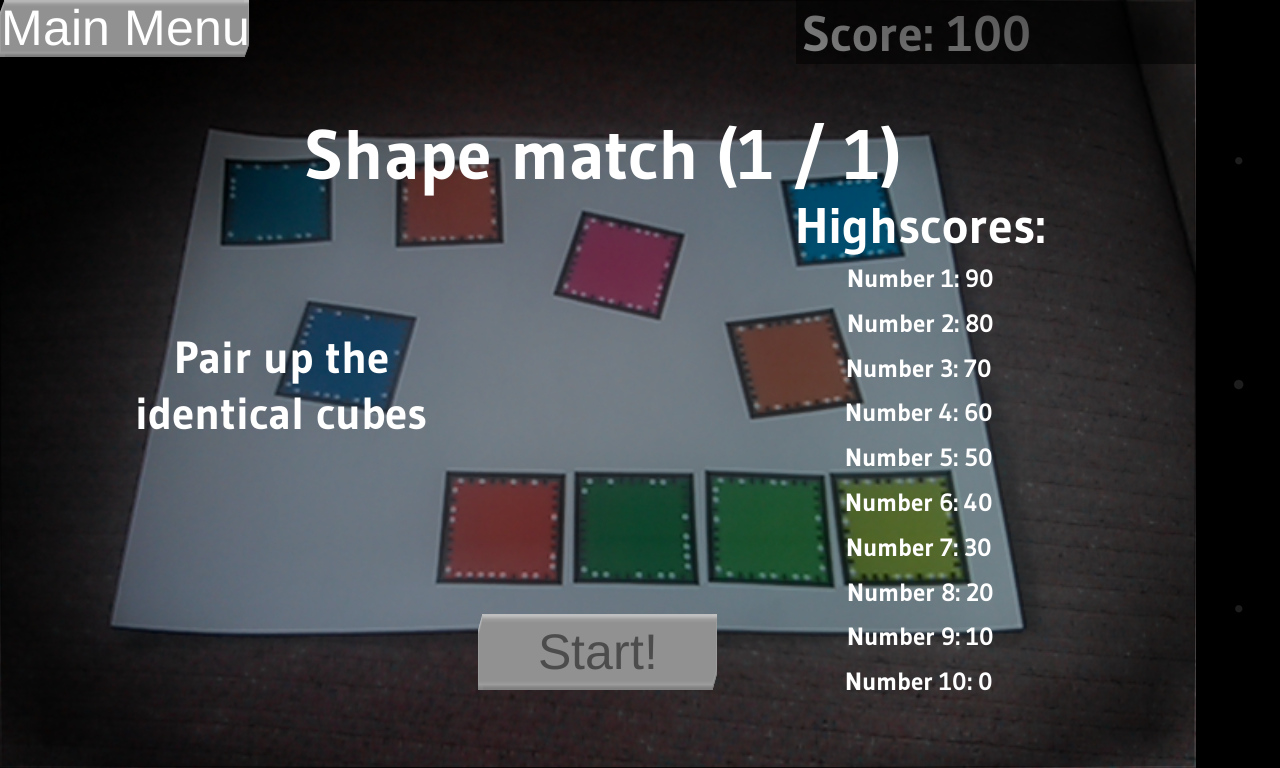 Main Menu
Score: 100
Shape match (1 / 1)
Highscores:
Number 1: 90
Number 2: 80
Pair up the
identical cubes
Number 3: 70
Number 4: 60
Number 5: 50
Number 6: 40
Number 7: 30
Number 8: 20
Number 9: 10
Number 10: 0
Start!